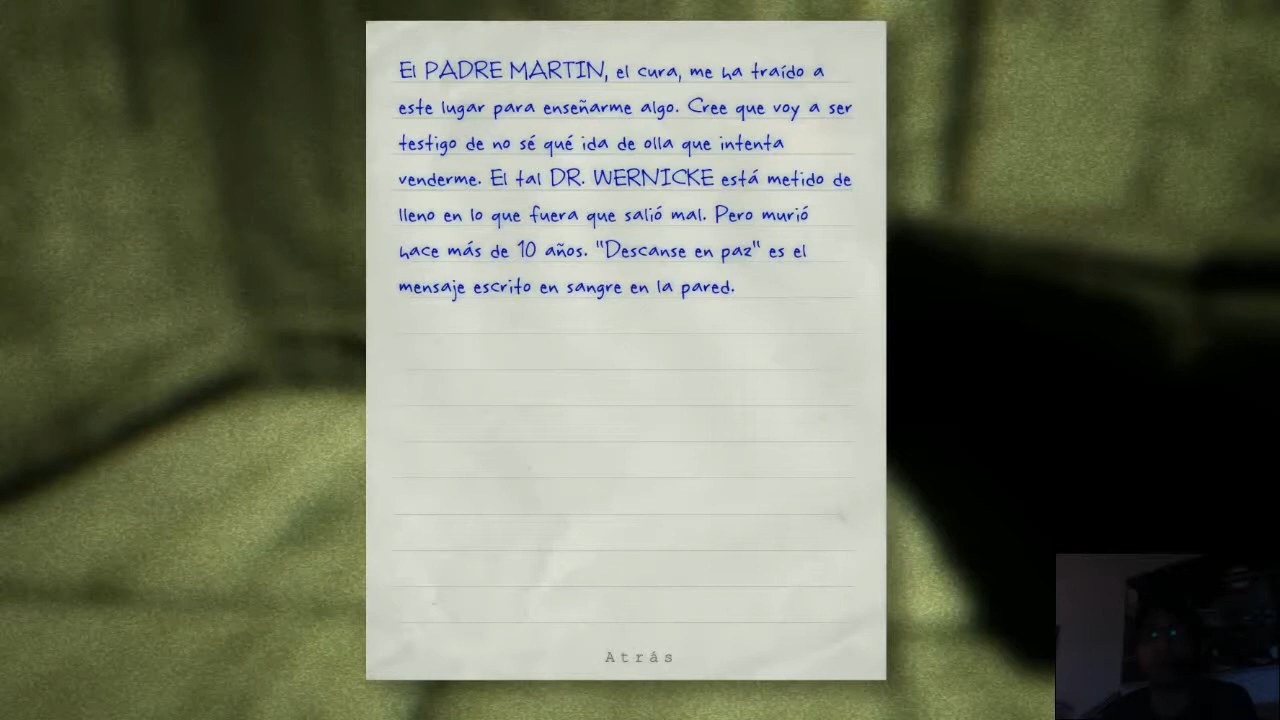 El PADRE MARTIN, el cura, me ha traído a
este lugar para enseñarme algo. Cree que voy a ser
testigo de no sé qué ida de olla que intenta
venderme. El tal DR. WERNICKE está metido de
lleno en lo que fuera que salió mal. Pero murió
hace más de 10 años. "Descanse en paz" es el
mensaje escrito en sangre en la pared.
Atrás